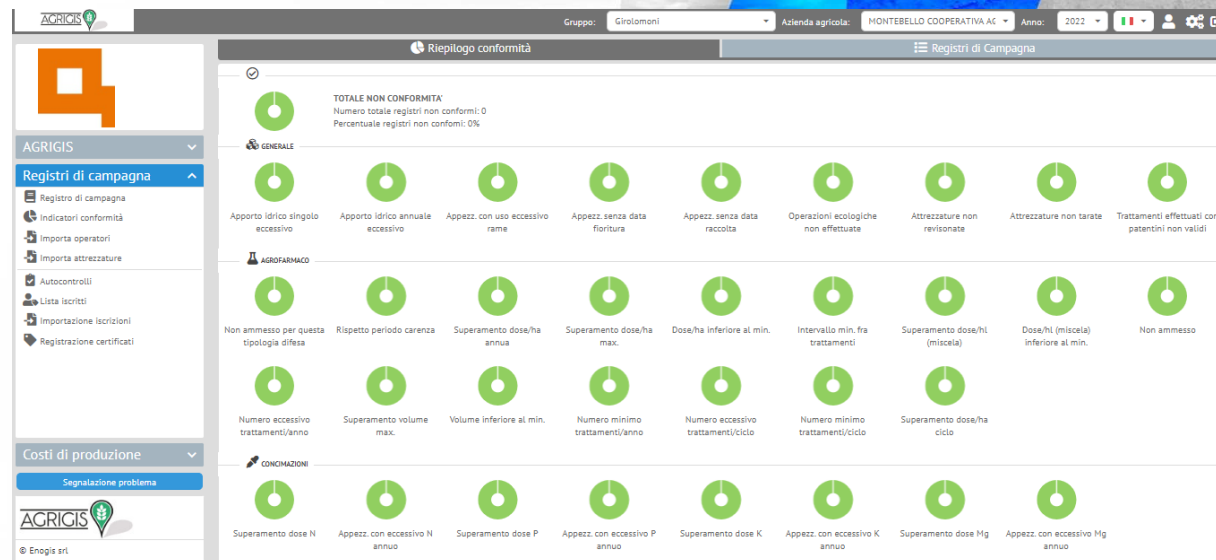 AGRIGIS
Gruppo: Girolomoni Azienda agricola: MONTEBELLO COOPERATIVA AG Anno: 2022
Riepilogo conformità
Registri di Campagna
AGRIGIS
Registri di campagna
Registro di campagna
Indicatori conformità
Importa operatori
Importa attrezzature
Autocontrolli
Lista iscritti
Importazione iscrizioni
Registrazione certificati
Costi di produzione
Segnalazione problema
AGRIGIS
© Enogis srl
TOTALE NON CONFORMITA'
Numero totale registri non conformi: 0
Percentuale registri non confomi: 0%
GENERALE
Apporto idrico singolo
eccessivo
Apporto idrico annuale
eccessivo
Appezz. con uso eccessivo
rame
Appezz. senza data
fioritura
Appezz. senza data
raccolta
Operazioni ecologiche
non effettuate
Attrezzature non
revisonate
Attrezzature non tarate
Trattamenti effettuati con
patentini non validi
AGROFARMACO
Non ammesso per questa
tipologia difesa
Rispetto periodo carenza
Superamento dose/ha
annua
Superamento dose/ha
max.
Dose/ha inferiore al min.
Intervallo min. fra
trattamenti
Superamento dose/hl
(miscela)
Dose/hl (miscela)
inferiore al min.
Non ammesso
Numero eccessivo
trattamenti/anno
Superamento volume
max.
Volume inferiore al min.
Numero minimo
trattamenti/anno
Numero eccessivo
trattamenti/ciclo
Numero minimo
trattamenti/ciclo
Superamento dose/ha
ciclo
CONCIMAZIONI
Superamento dose N
Appezz. con eccessivo N
annuo
Superamento dose P
Appezz. con eccessivo P
annuo
Superamento dose K
Appezz. con eccessivo K
annuo
Superamento dose Mg
Appezz. con eccessivo Mg
annuo